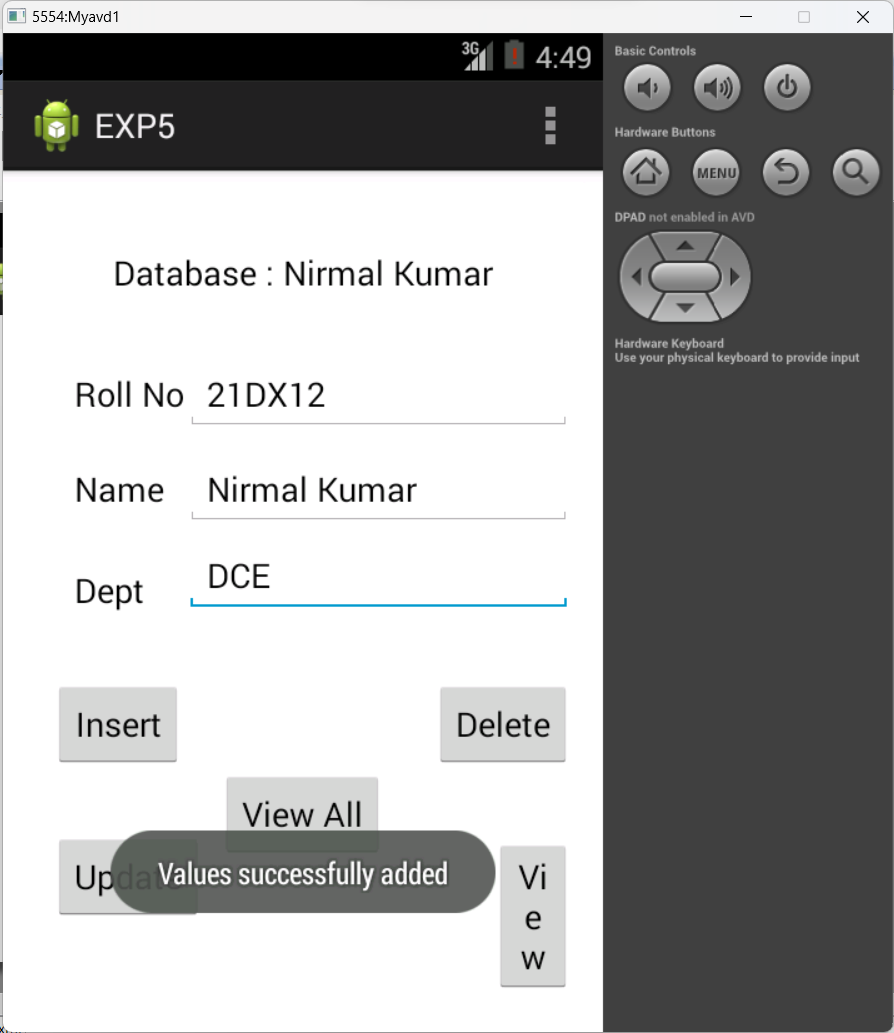 5554:Myavd1
3G 4:49
EXP5
Database : Nirmal Kumar
Roll No 21DX12
Name Nirmal Kumar
Dept DCE
Insert Delete
View All
Update
Values successfully added
Vi
e
w
Basic Controls
Hardware Buttons
MENU
DPAD not enabled in AVD
Hardware Keyboard
Use your physical keyboard to provide input